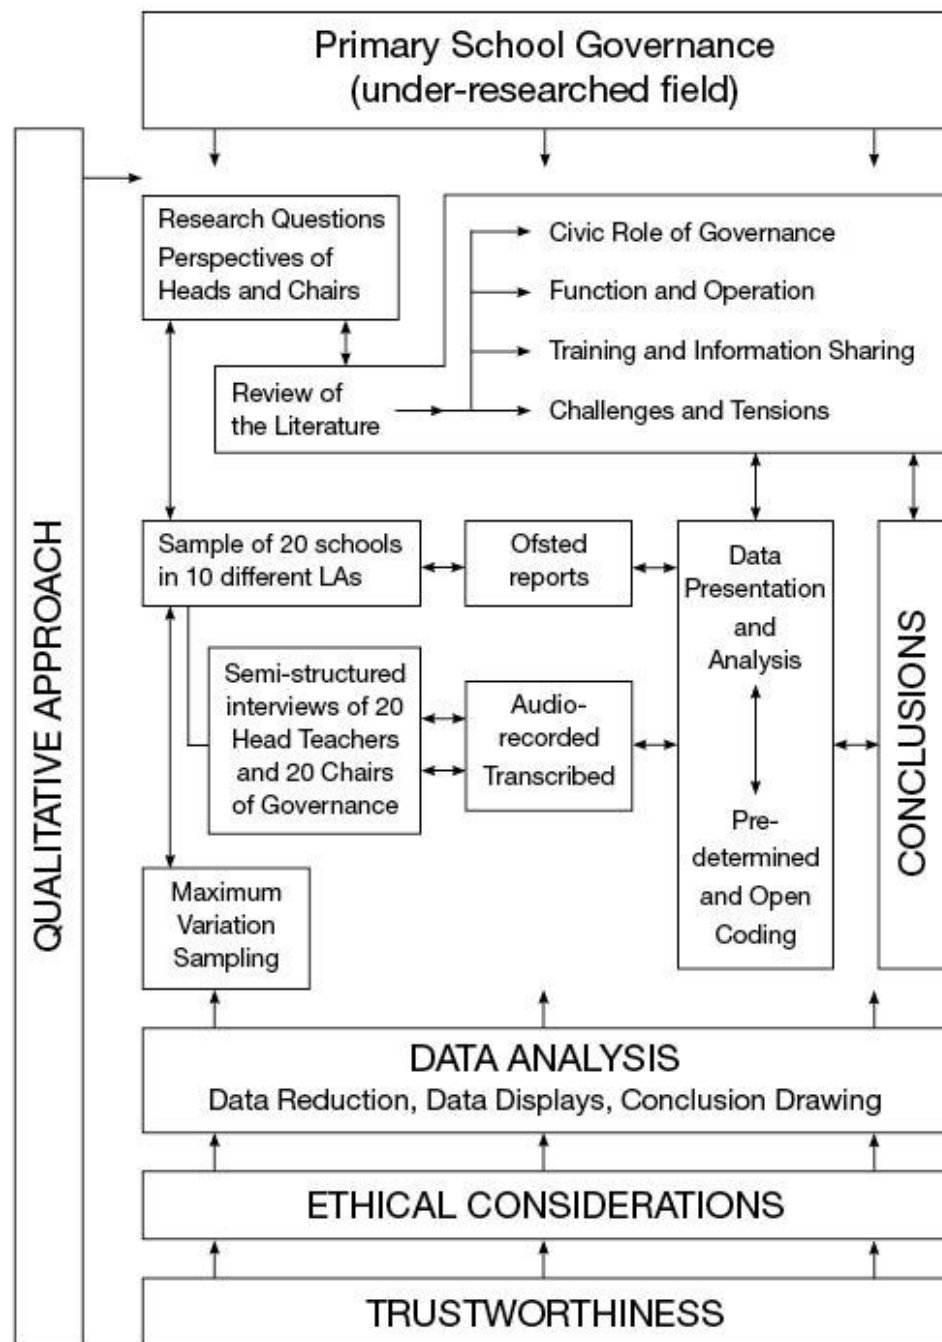 Primary School Governance
(under-researched field)
QUALITATIVE APPROACH
Research Questions
Perspectives of
Heads and Chairs
Review of
the Literature
Civic Role of Governance
Function and Operation
Training and Information Sharing
Challenges and Tensions
Sample of 20 schools
in 10 different LAs
Ofsted
reports
Semi-structured
interviews of 20
Head Teachers
and 20 Chairs
of Governance
Audio-
recorded
Transcribed
Data
Presentation
and
Analysis
Pre-
determined
and Open
Coding
CONCLUSIONS
Maximum
Variation
Sampling
DATA ANALYSIS
Data Reduction, Data Displays, Conclusion Drawing
ETHICAL CONSIDERATIONS
TRUSTWORTHINESS